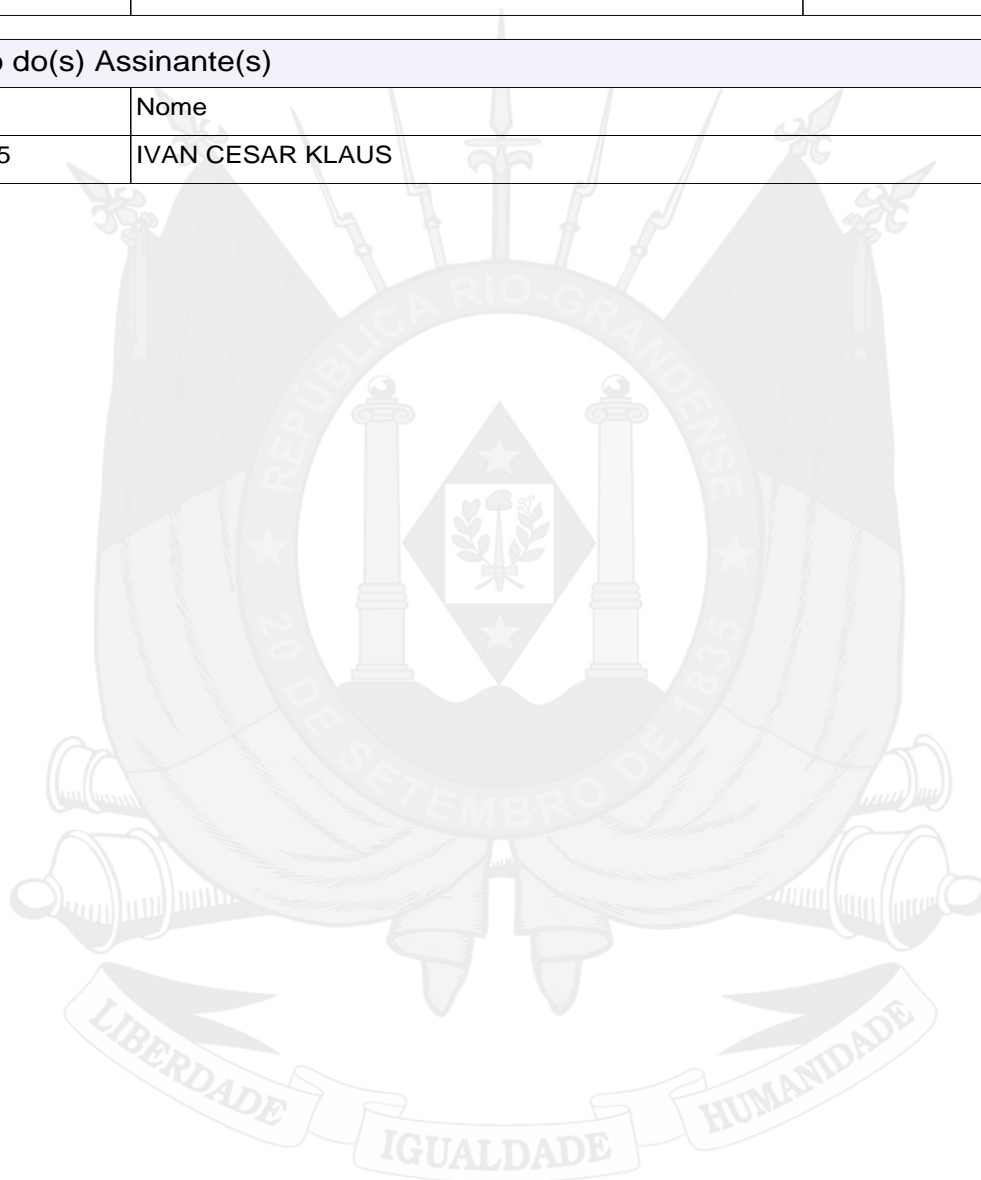 o do(s) Assinante(s)
Nome
5 IVAN CESAR KLAUS
REPÚBLICA RIO-GRANDENSE
20 DE SETEMBRO DE 1835
LIBERDADE IGUALDADE HUMANIDADE